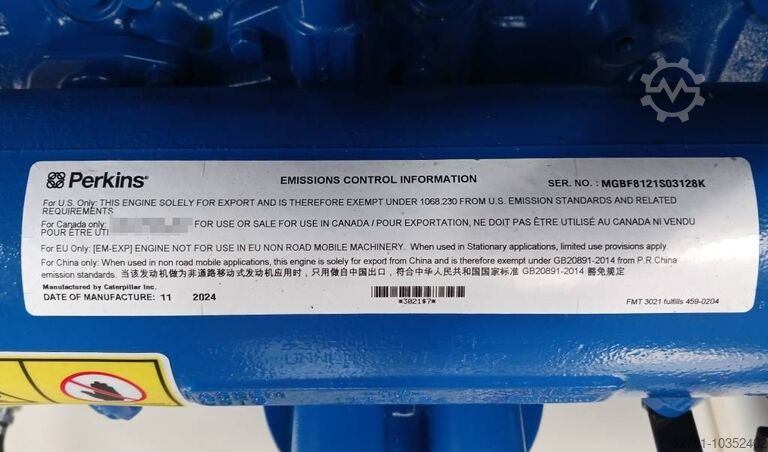 Perkins® EMISSIONS CONTROL INFORMATION SER. NO. : MGBF8121S03128K
For U.S. Only: THIS ENGINE SOLELY FOR EXPORT AND IS THEREFORE EXEMPT UNDER 1068.230 FROM U.S. EMISSION STANDARDS AND RELATED
REQUIREMENTS
For Canada only: FOR USE OR SALE FOR USE IN CANADA / POUR EXPORTATION, NE DOIT PAS ÊTRE UTILISÉ AU CANADA NI VENDU
POUR ÊTRE UTI
For EU Only: [EM-EXP] ENGINE NOT FOR USE IN EU NON ROAD MOBILE MACHINERY. When used in Stationary applications, limited use provisions apply.
For China only: When used in non road mobile applications, this engine is solely for export from China and is therefore exempt under GB20891-2014 from P.R.China
emission standards. 当该发动机做为非道路移动式发动机应用时，只用做自中国出口，符合中华人民共和国国家标准 GB20891-2014 豁免规定
Manufactured by Caterpillar Inc.
DATE OF MANUFACTURE: 11 2024
*3021$7*
FMT 3021 fulfills 459-0204